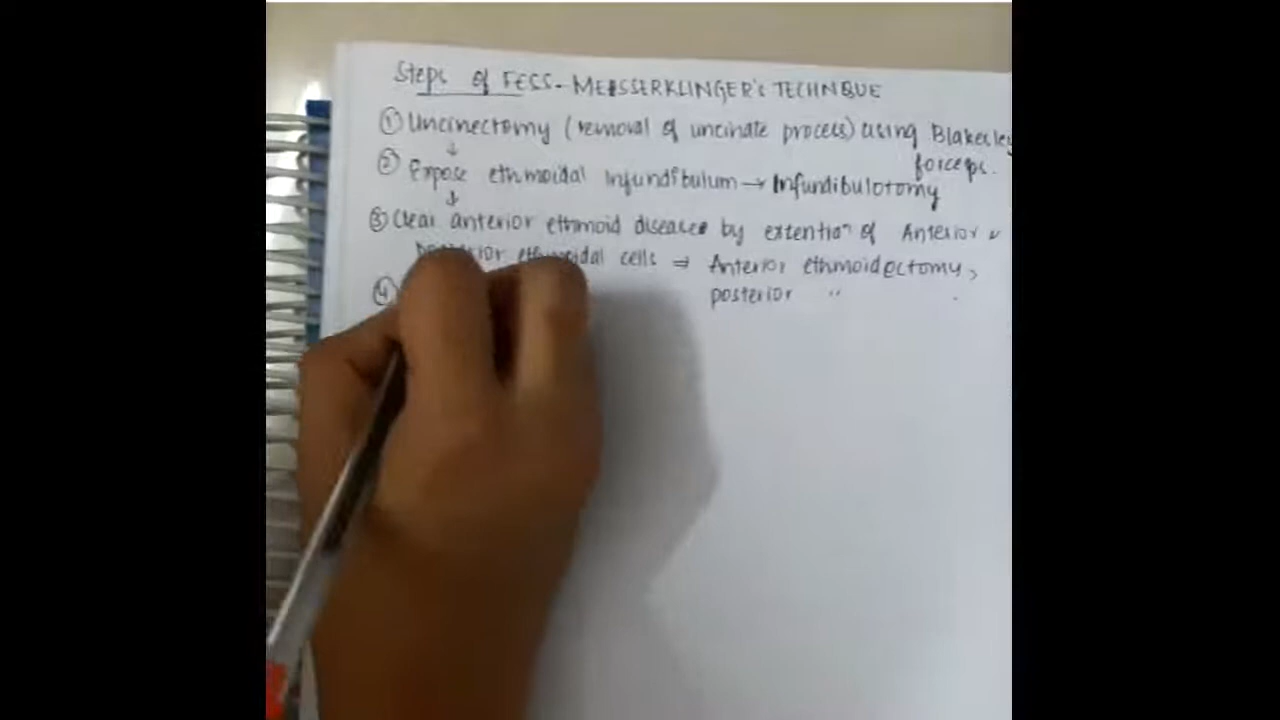 Steps of FESS - MESSERKLINGER'S TECHNIQUE
① Uncinectomy (removal of uncinate process) using Blakesley
forceps.
② Expose ethmoidal infundibulum → Infundibulotomy
③ Clear anterior ethmoid disease by extention of Anterior &
posterior ethmoidal cells ⇒ Anterior ethmoidectomy,
posterior "
④